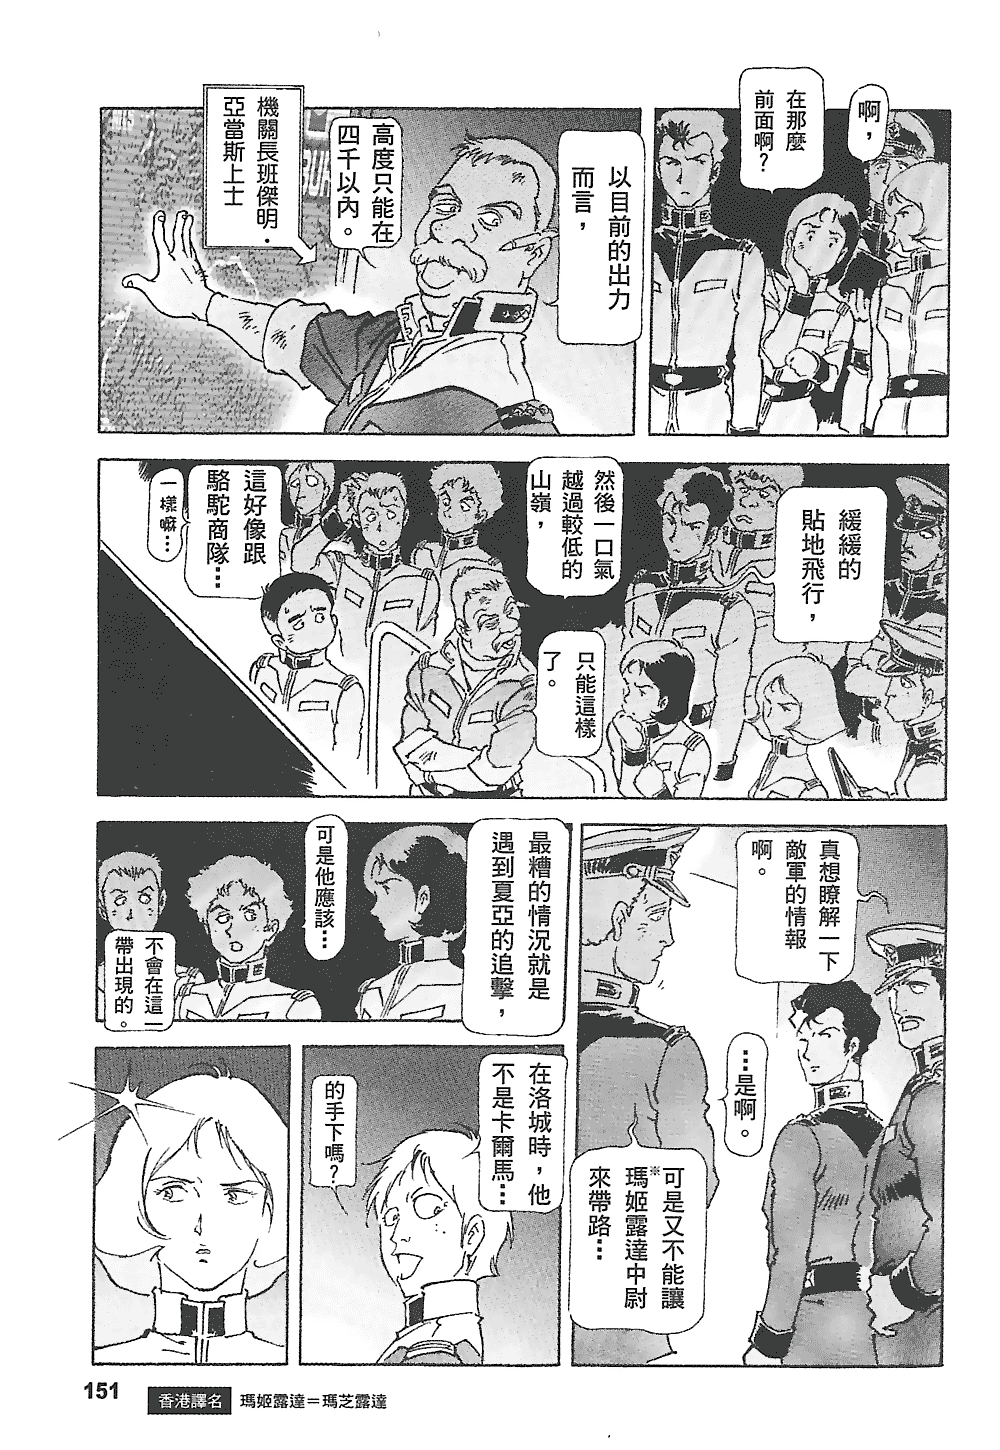 啊，
在那麼
前面啊？
以目前的出力
而言，
高度只能在
四千以內。
機關長班傑明．
亞當斯上士
緩緩的
貼地飛行，
然後一口氣
越過較低的
山嶺，
只能這樣
了。
這好像跟
駱駝商隊…
一樣嘛…
真想瞭解一下
敵軍的情報
啊。
…是啊。
可是又不能讓
※瑪姬露達中尉
來帶路…
最糟的情況就是
遇到夏亞的追擊，
可是他應該…
不會在這一
帶出現的。
在洛城時，他
不是卡爾馬…
的手下嗎？
151
香港譯名 瑪姬露達＝瑪芝露達